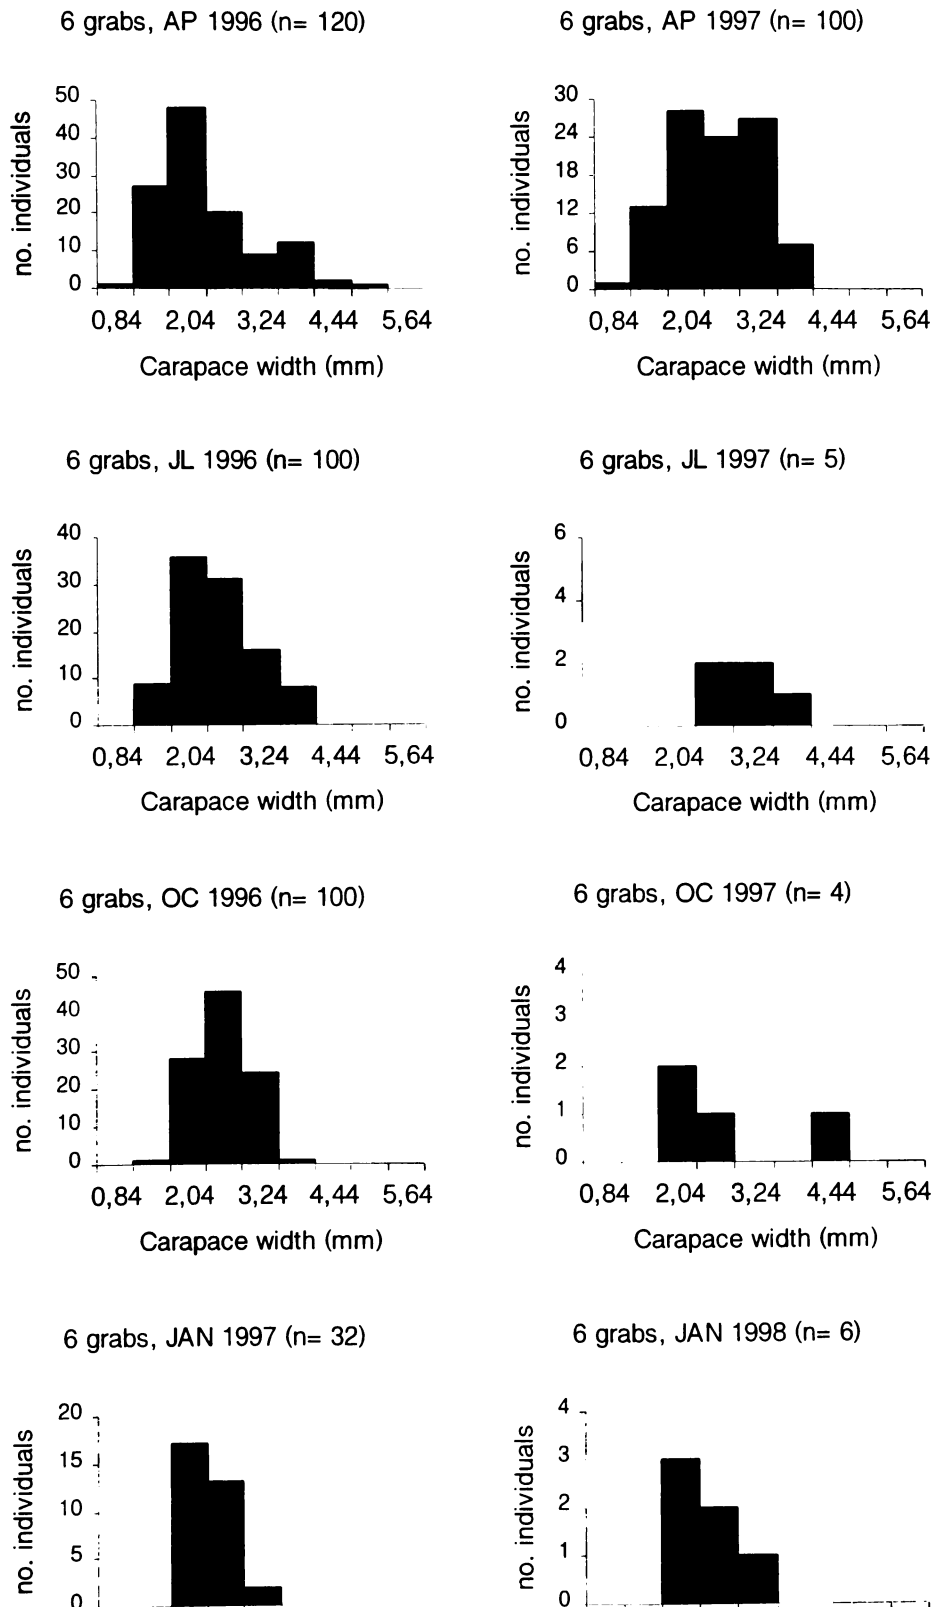 6 grabs, AP 1996 (n= 120)
no. individuals
50
40
30
20
10
0
0,84 2,04 3,24 4,44 5,64
Carapace width (mm)
6 grabs, AP 1997 (n= 100)
no. individuals
30
24
18
12
6
0
0,84 2,04 3,24 4,44 5,64
Carapace width (mm)
6 grabs, JL 1996 (n= 100)
no. individuals
40
30
20
10
0
0,84 2,04 3,24 4,44 5,64
Carapace width (mm)
6 grabs, JL 1997 (n= 5)
no. individuals
6
4
2
0
0,84 2,04 3,24 4,44 5,64
Carapace width (mm)
6 grabs, OC 1996 (n= 100)
no. individuals
50
40
30
20
10
0
0,84 2,04 3,24 4,44 5,64
Carapace width (mm)
6 grabs, OC 1997 (n= 4)
no. individuals
4
3
2
1
0
0,84 2,04 3,24 4,44 5,64
Carapace width (mm)
6 grabs, JAN 1997 (n= 32)
no. individuals
20
15
10
5
0
6 grabs, JAN 1998 (n= 6)
no. individuals
4
3
2
1
0